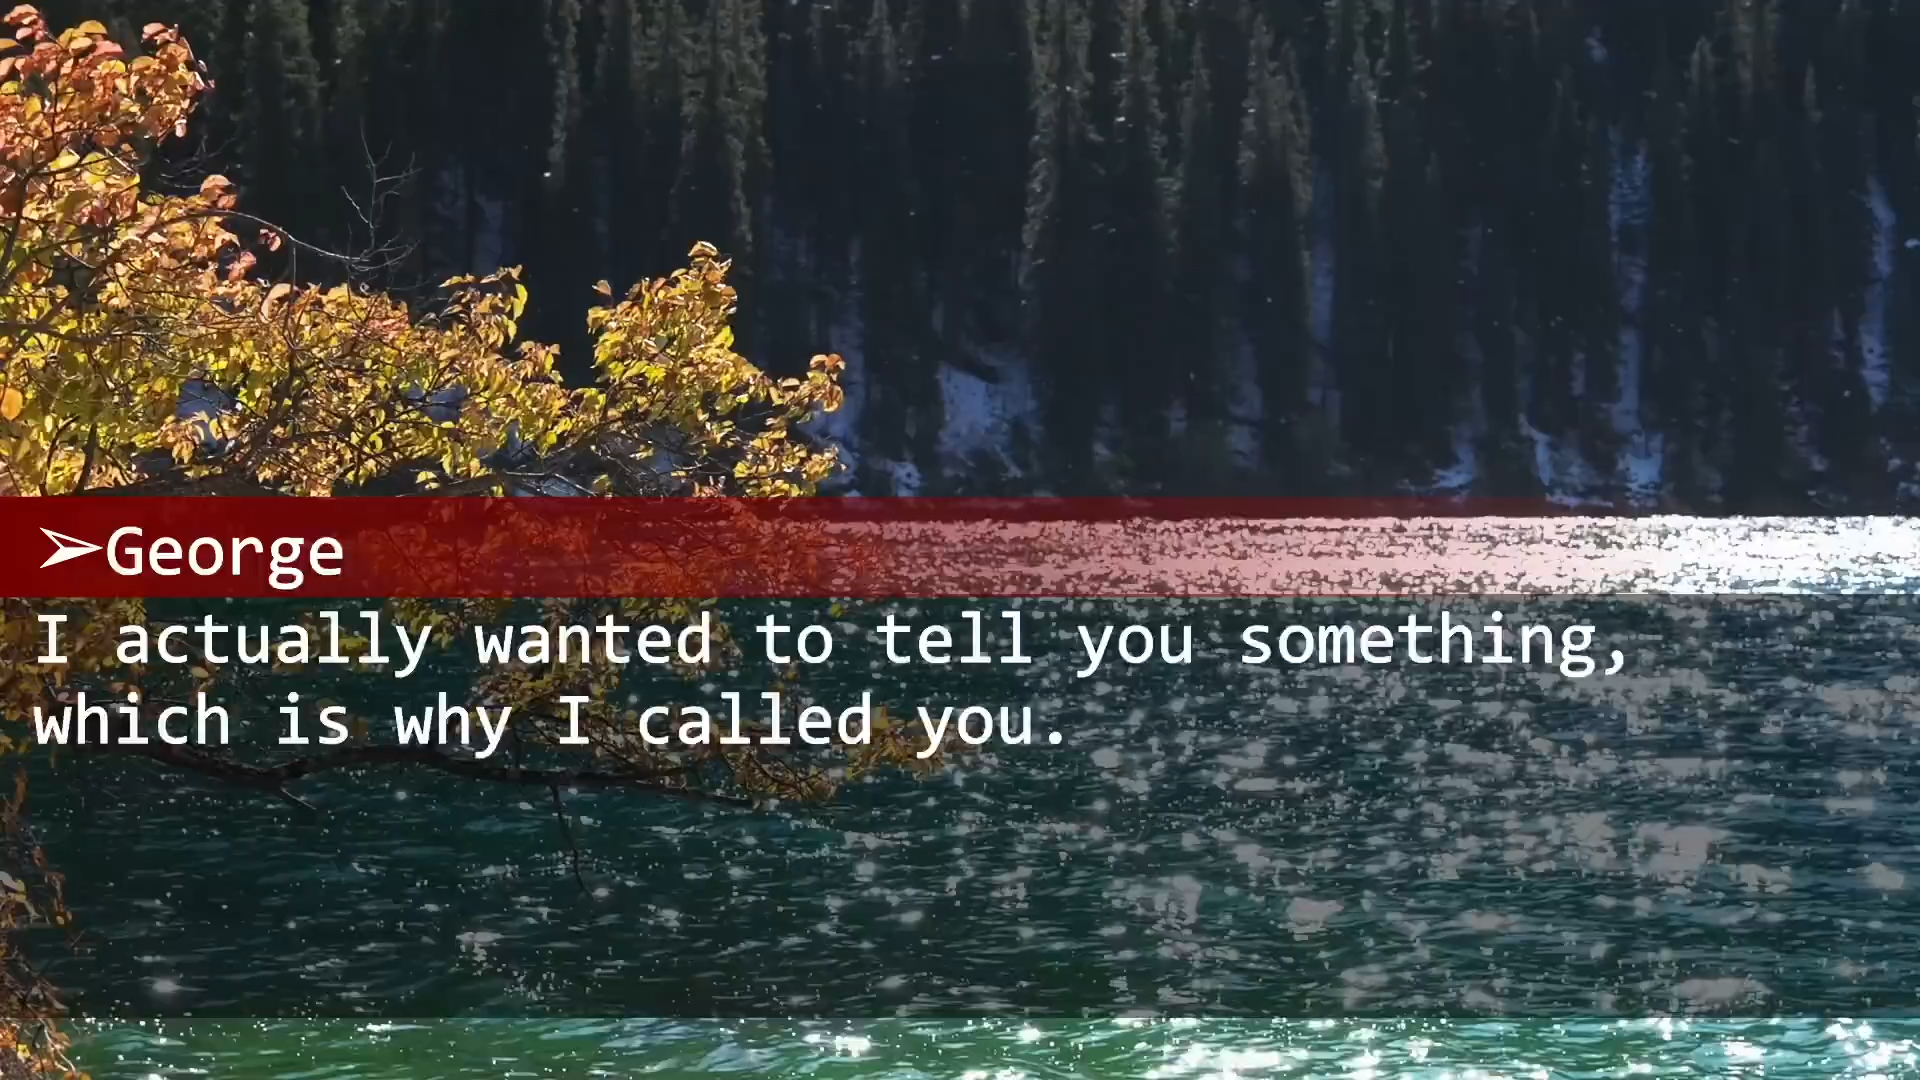 ➢George
I actually wanted to tell you something,
which is why I called you.